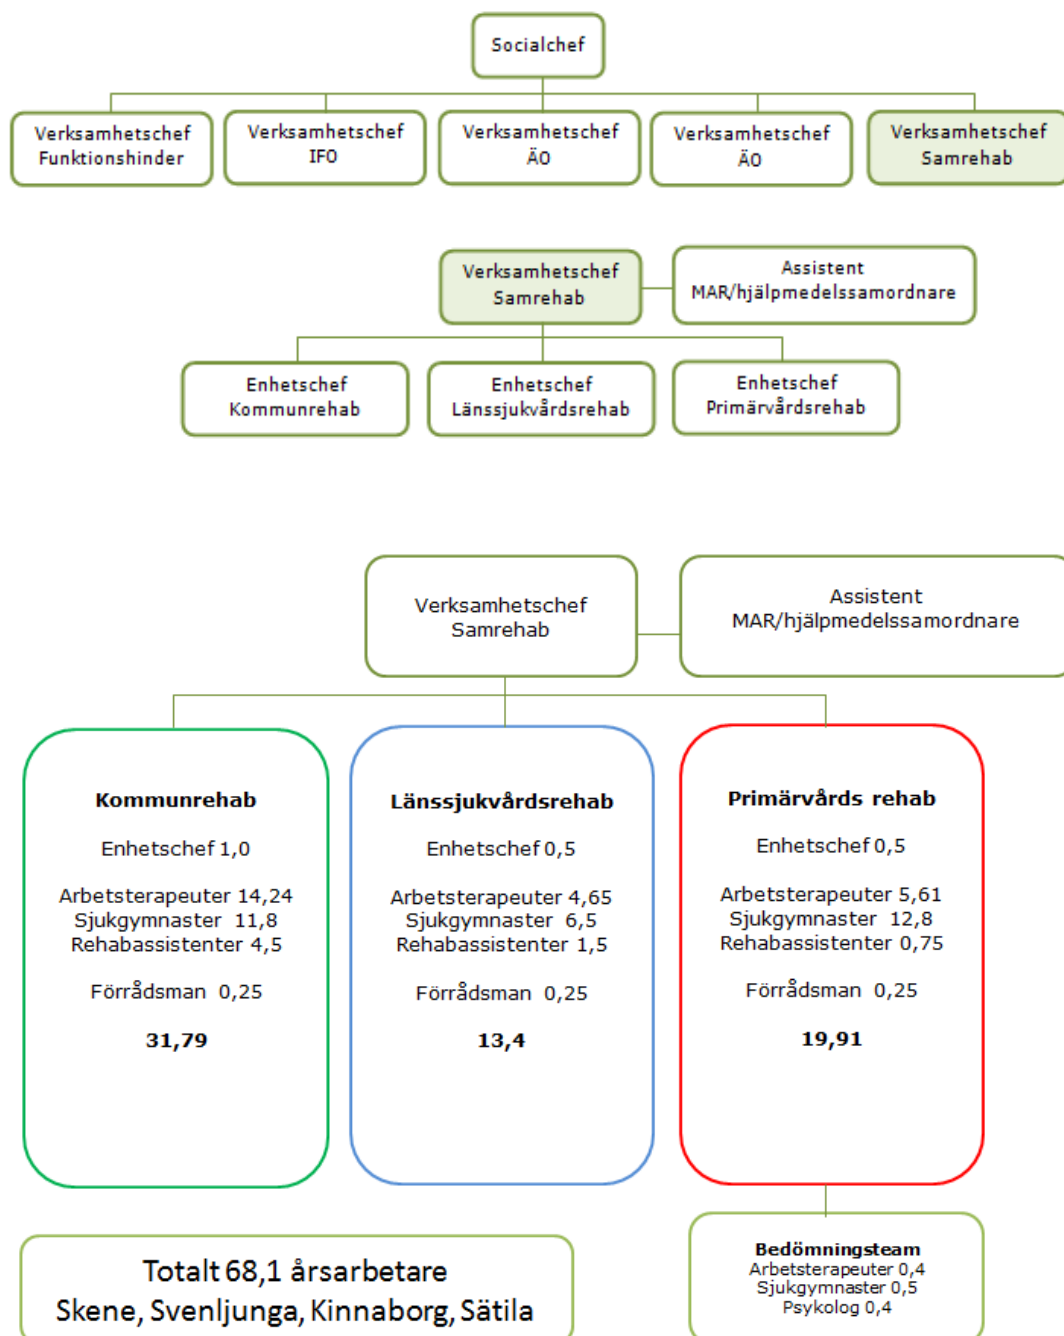 Socialchef
Verksamhetschef
Funktionshinder
Verksamhetschef
IFO
Verksamhetschef
ÄO
Verksamhetschef
ÄO
Verksamhetschef
Samrehab
Verksamhetschef
Samrehab
Assistent
MAR/hjälpmedelssamordnare
Enhetschef
Kommunrehab
Enhetschef
Länssjukvårdsrehab
Enhetschef
Primärvårdsrehab
Verksamhetschef
Samrehab
Assistent
MAR/hjälpmedelssamordnare
Kommunrehab
Enhetschef 1,0
Arbetsterapeuter 14,24
Sjukgymnaster 11,8
Rehabassistenter 4,5
Förrådsman 0,25
31,79
Länssjukvårdsrehab
Enhetschef 0,5
Arbetsterapeuter 4,65
Sjukgymnaster 6,5
Rehabassistenter 1,5
Förrådsman 0,25
13,4
Primärvårds rehab
Enhetschef 0,5
Arbetsterapeuter 5,61
Sjukgymnaster 12,8
Rehabassistenter 0,75
Förrådsman 0,25
19,91
Bedömningsteam
Arbetsterapeuter 0,4
Sjukgymnaster 0,5
Psykolog 0,4
Totalt 68,1 årsarbetare
Skene, Svenljunga, Kinnaborg, Sätila